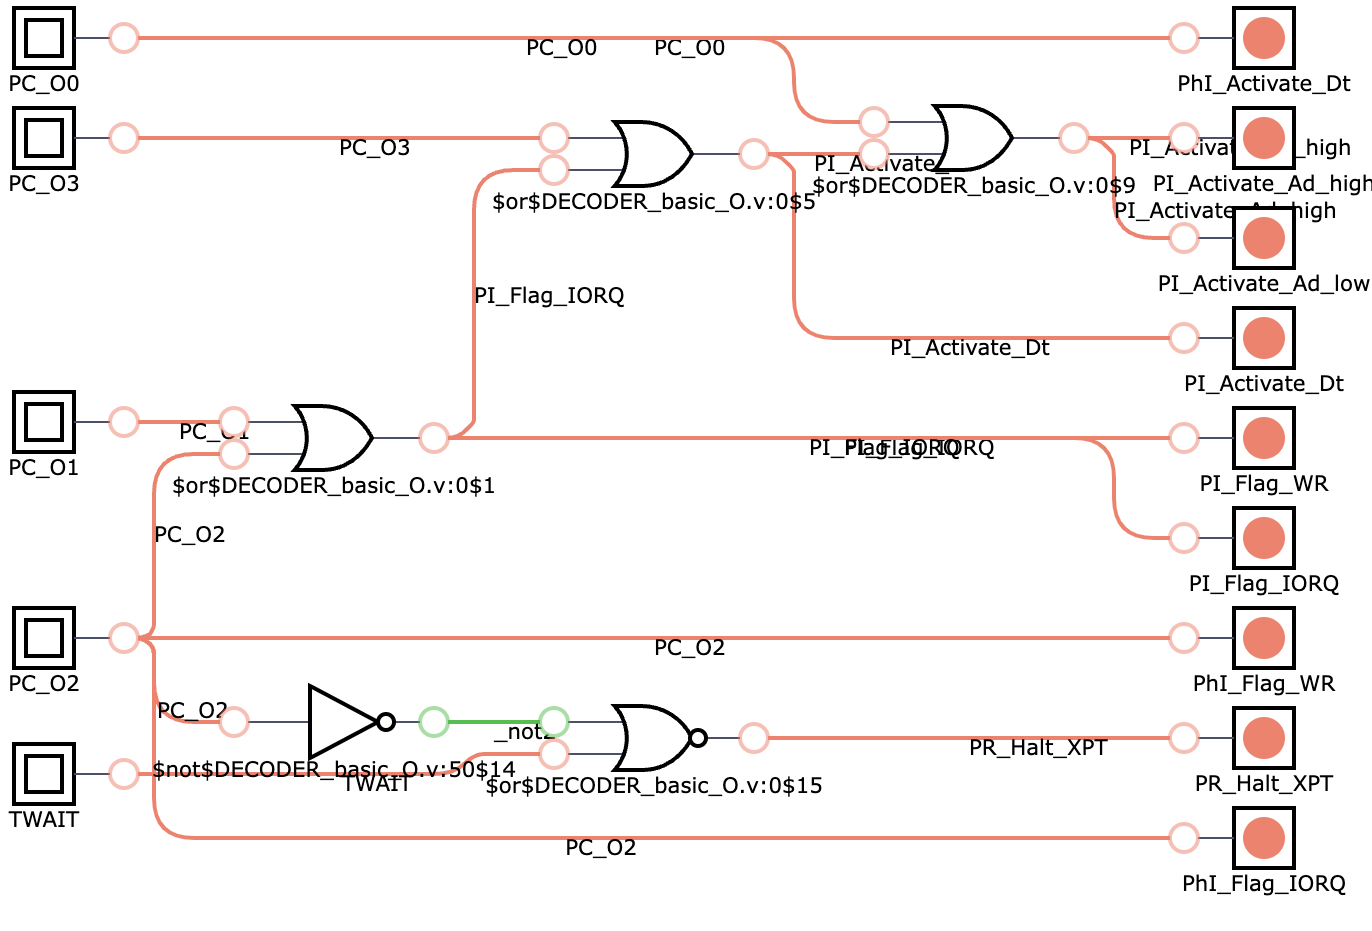 PC_O0
PC_O0
PC_O0
PhI_Activate_Dt
PC_O3
PC_O3
PI_Activate_
$or$DECODER_basic_O.v:0$5
$or$DECODER_basic_O.v:0$9
_high
PI_Activate_Ad_high
PI_Activate_Ad_high
PI_Activate_Ad_low
PI_Flag_IORQ
PI_Activate_Dt
PI_Activate_Dt
PC_O1
PC_O1
$or$DECODER_basic_O.v:0$1
PI_Flag_IORQ
PI_Flag_IORQ
PI_Flag_WR
PC_O2
PI_Flag_IORQ
PC_O2
PC_O2
PhI_Flag_WR
PC_O2
_not2
$not$DECODER_basic_O.v:50$14
TWAIT
$or$DECODER_basic_O.v:0$15
PR_Halt_XPT
PR_Halt_XPT
TWAIT
PC_O2
PhI_Flag_IORQ